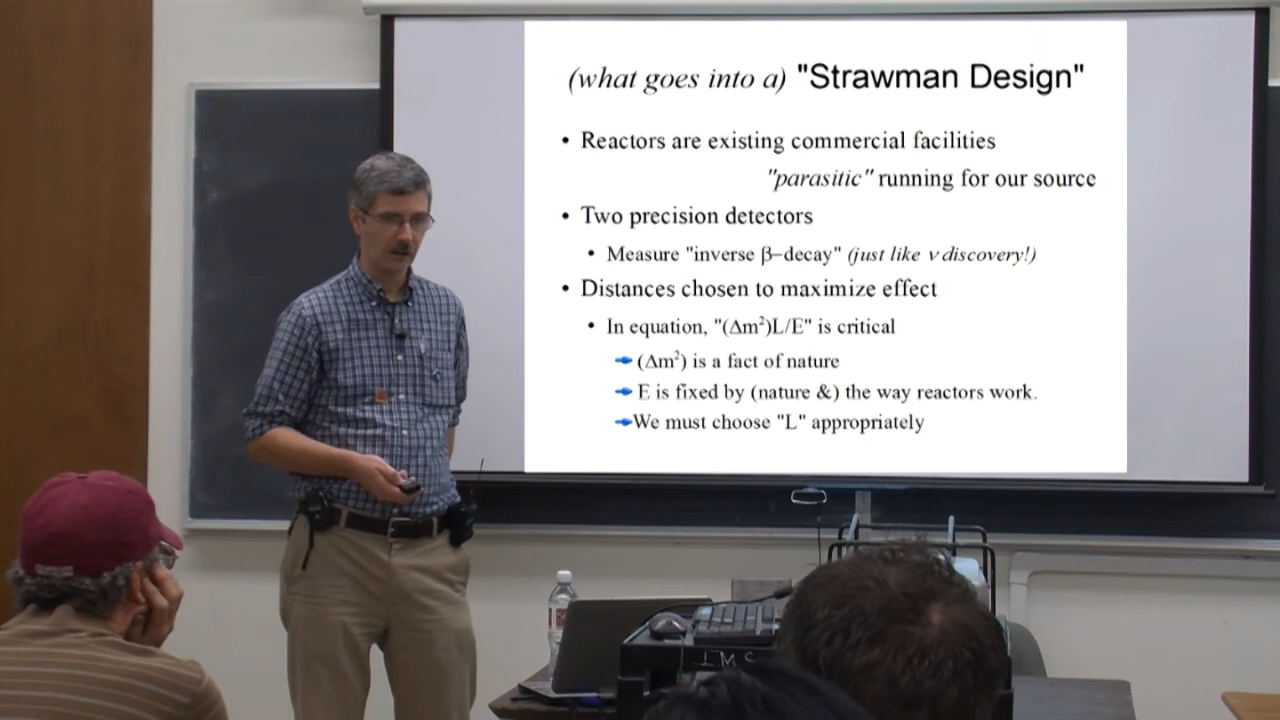 (what goes into a) "Strawman Design"
• Reactors are existing commercial facilities
"parasitic" running for our source
• Two precision detectors
• Measure "inverse β–decay" (just like ν discovery!)
• Distances chosen to maximize effect
• In equation, "(Δm²)L/E" is critical
(Δm²) is a fact of nature
E is fixed by (nature &) the way reactors work.
We must choose "L" appropriately
IMC